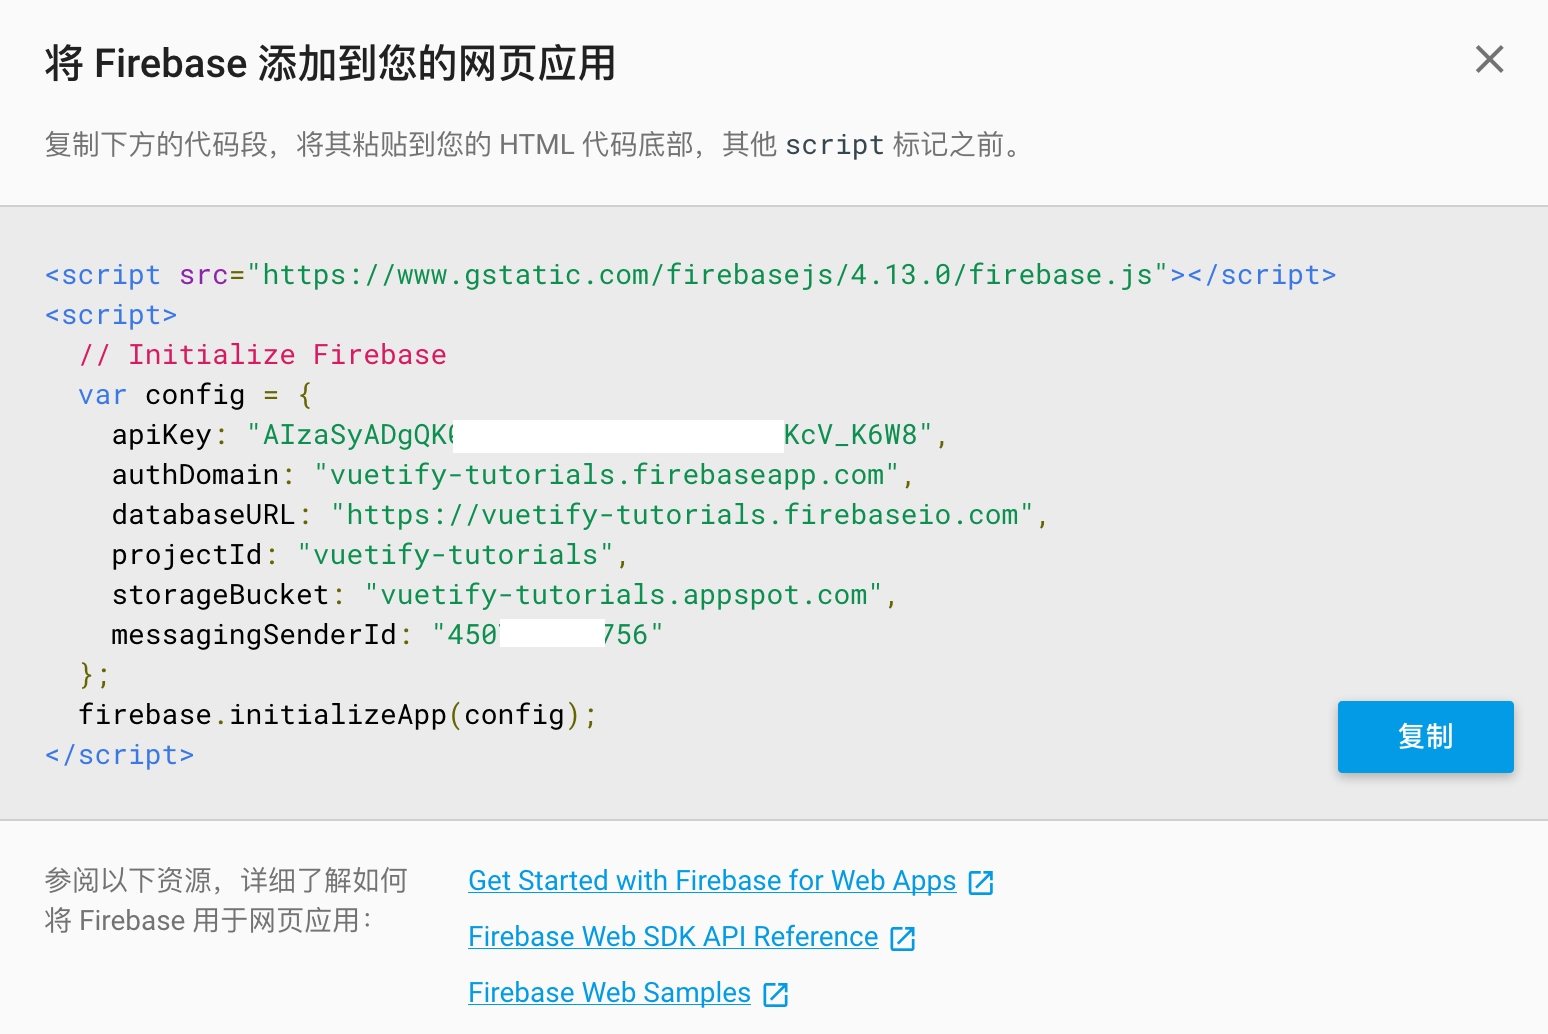 将 Firebase 添加到您的网页应用
复制下方的代码段，将其粘贴到您的 HTML 代码底部，其他 script 标记之前。
<script src="https://www.gstatic.com/firebasejs/4.13.0/firebase.js"></script>
<script>
  // Initialize Firebase
  var config = {
    apiKey: "AIzaSyADgQK KcV_K6W8",
    authDomain: "vuetify-tutorials.firebaseapp.com",
    databaseURL: "https://vuetify-tutorials.firebaseio.com",
    projectId: "vuetify-tutorials",
    storageBucket: "vuetify-tutorials.appspot.com",
    messagingSenderId: "450 756"
  };
  firebase.initializeApp(config);
</script>
复制
参阅以下资源，详细了解如何
将 Firebase 用于网页应用：
Get Started with Firebase for Web Apps
Firebase Web SDK API Reference
Firebase Web Samples